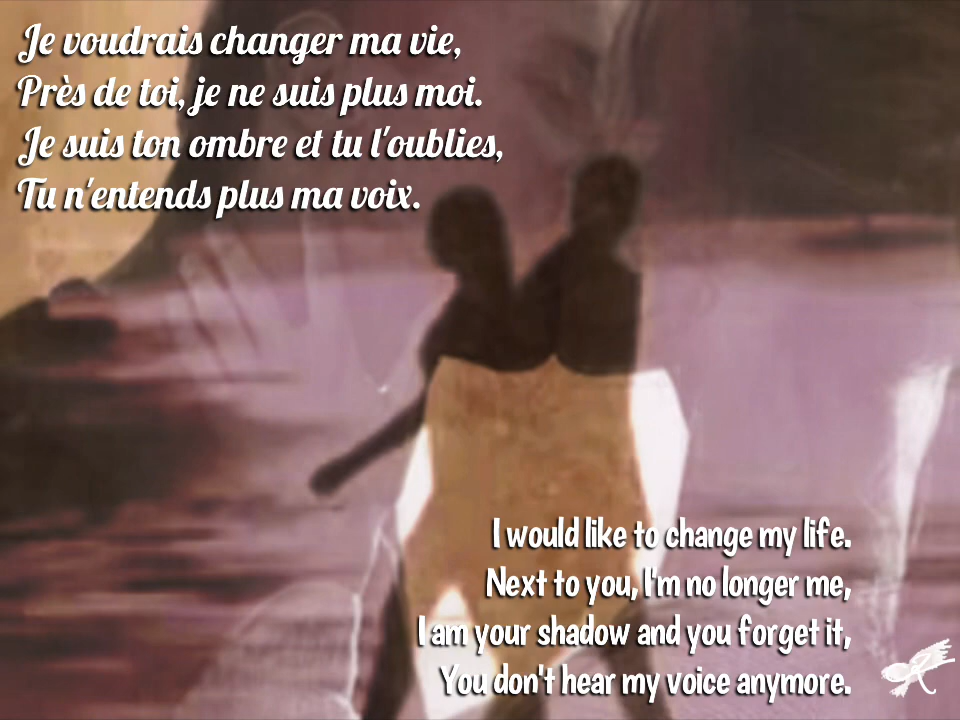 Je voudrais changer ma vie,
Près de toi, je ne suis plus moi.
Je suis ton ombre et tu l'oublies,
Tu n'entends plus ma voix.
I would like to change my life.
Next to you, I'm no longer me,
I am your shadow and you forget it,
You don't hear my voice anymore.